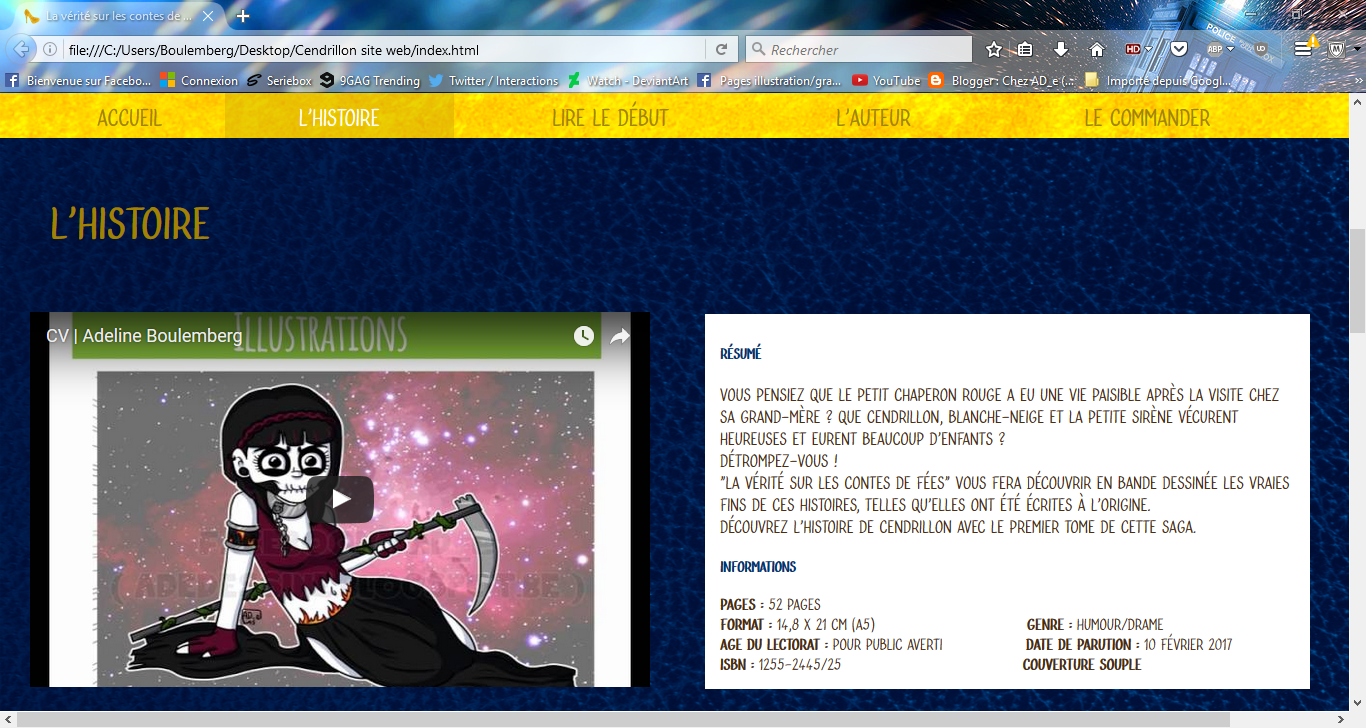 La vérité sur les contes de ...
POLICE BOX
file:///C:/Users/Boulemberg/Desktop/Cendrillon site web/index.html
Rechercher
HD
ABP
UD
Bienvenue sur Facebo...
Connexion
Seriebox
9GAG Trending
Twitter / Interactions
Watch - DeviantArt
Pages illustration/gra...
YouTube
Blogger : Chez AD_e (...
Importé depuis Googl...
ACCUEIL
L'HISTOIRE
LIRE LE DÉBUT
L'AUTEUR
LE COMMANDER
L'HISTOIRE
CV | Adeline Boulemberg
ILLUSTRATIONS
RÉSUMÉ
VOUS PENSIEZ QUE LE PETIT CHAPERON ROUGE A EU UNE VIE PAISIBLE APRÈS LA VISITE CHEZ
SA GRAND-MÈRE ? QUE CENDRILLON, BLANCHE-NEIGE ET LA PETITE SIRÈNE VÉCURENT
HEUREUSES ET EURENT BEAUCOUP D'ENFANTS ?
DÉTROMPEZ-VOUS !
"LA VÉRITÉ SUR LES CONTES DE FÉES" VOUS FERA DÉCOUVRIR EN BANDE DESSINÉE LES VRAIES
FINS DE CES HISTOIRES, TELLES QU'ELLES ONT ÉTÉ ÉCRITES À L'ORIGINE.
DÉCOUVREZ L'HISTOIRE DE CENDRILLON AVEC LE PREMIER TOME DE CETTE SAGA.
INFORMATIONS
PAGES : 52 PAGES
FORMAT : 14,8 X 21 CM (A5) GENRE : HUMOUR/DRAME
AGE DU LECTORAT : POUR PUBLIC AVERTI DATE DE PARUTION : 10 FÉVRIER 2017
ISBN : 1255-2445/25 COUVERTURE SOUPLE